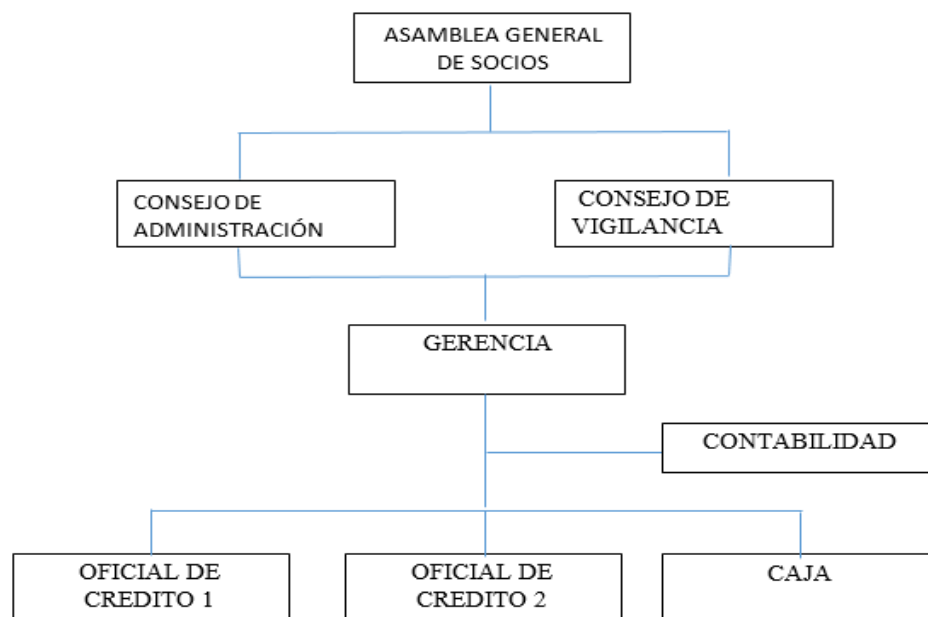 ASAMBLEA GENERAL
DE SOCIOS
CONSEJO DE
ADMINISTRACIÓN
CONSEJO DE
VIGILANCIA
GERENCIA
CONTABILIDAD
OFICIAL DE
CREDITO 1
OFICIAL DE
CREDITO 2
CAJA